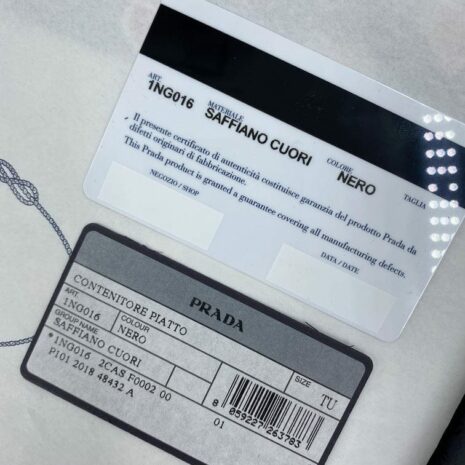 ART. MATERIALE COLORE TAGLIA
1NG016 SAFFIANO CUORI NERO
Il presente certificato di autenticità costituisce garanzia del prodotto Prada da
difetti originari di fabbricazione.
This Prada product is granted a guarantee covering all manufacturing defects.
NEGOZIO / SHOP
DATA / DATE
PRADA
CONTENITORE PIATTO
ART. COLOUR SIZE
1NG016 NERO TU
GROUP NAME
SAFFIANO CUORI
*1NG016 2CAS F0002 00
P101 2018 48432 A
8 059227 263783
01